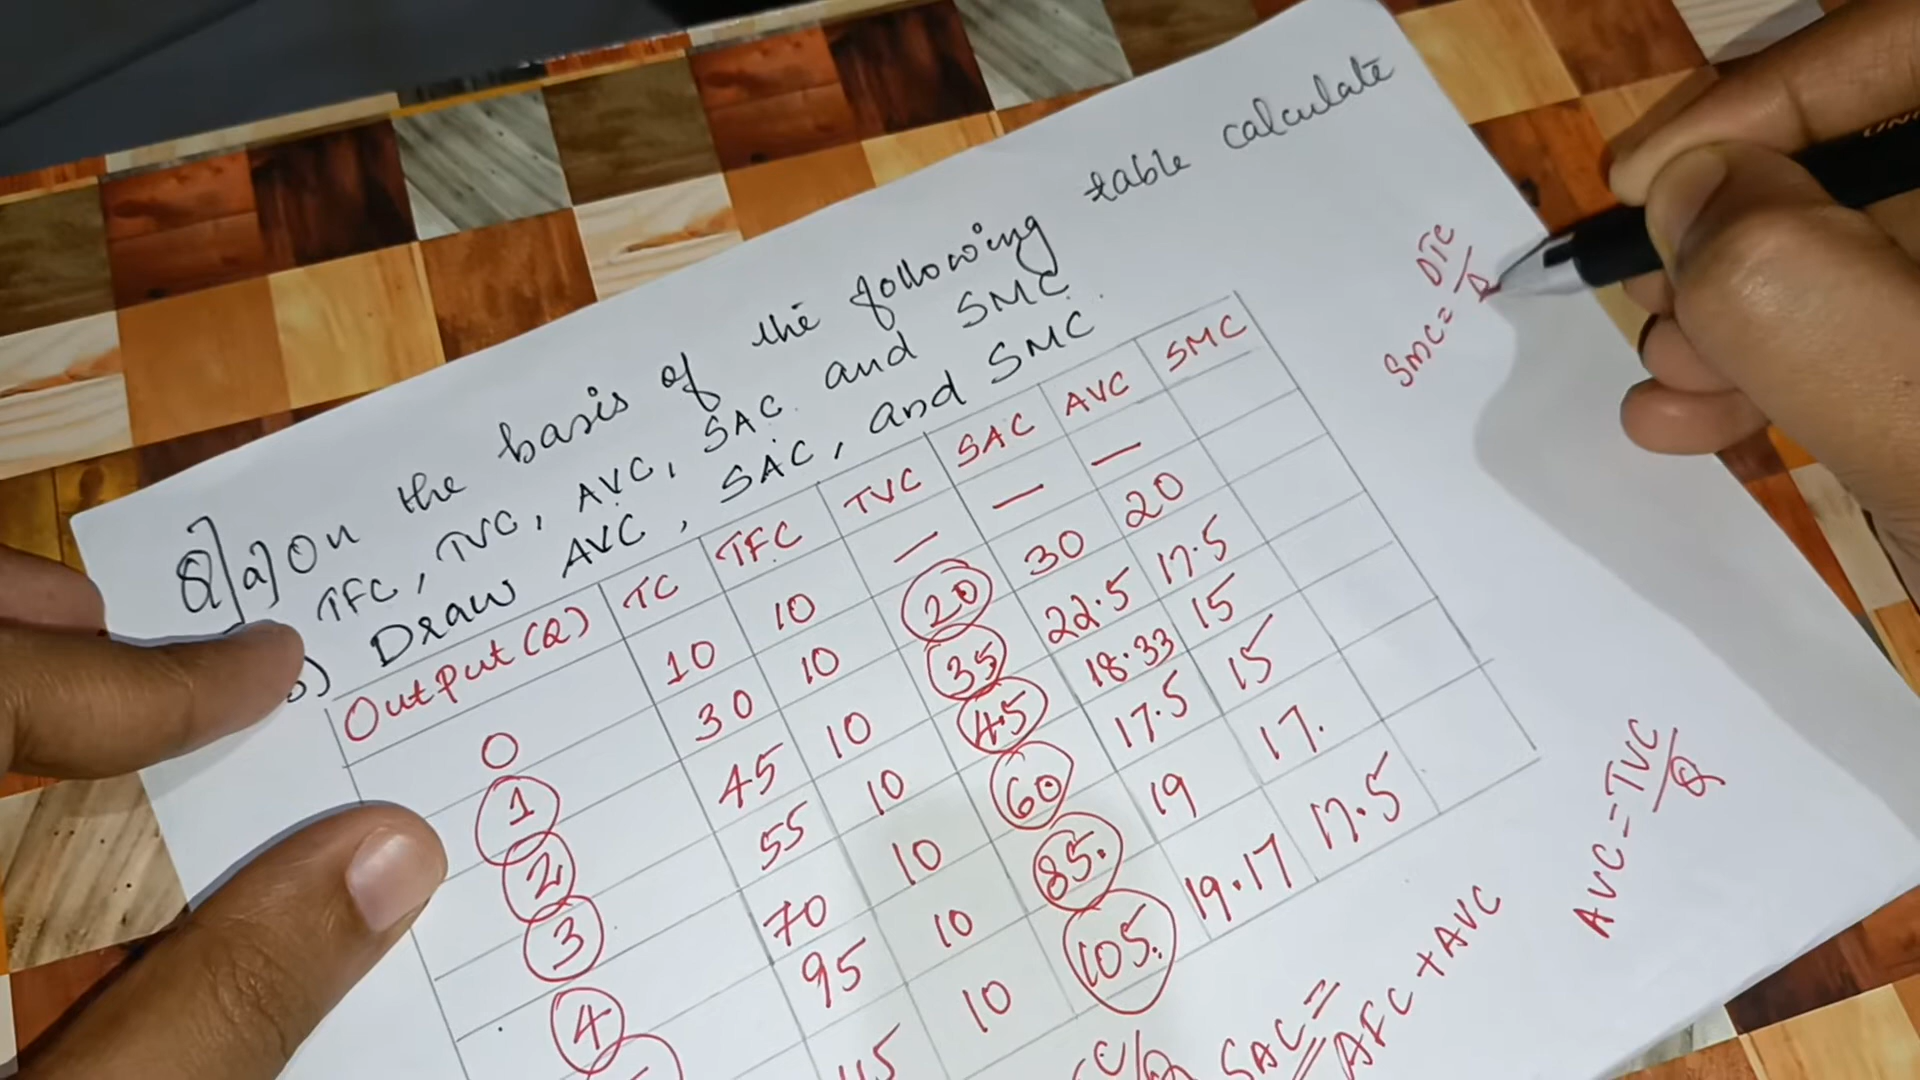 Q] a] On the basis of the following table calculate
TFC, TVC, AVC, SAC and SMC.
b) Draw AVC, SAC, and SMC
Output (Q) TC TFC TVC SAC AVC SMC
0 10 10 — — —
1 30 10 20 30 20
2 45 10 35 22.5 17.5
3 55 10 45 18.33 15
4 70 10 60 17.5 15
95 10 85. 19 17.
10 105. 19.17 17.5
SMC =
AVC = TVC/Q
SAC =
AFC + AVC